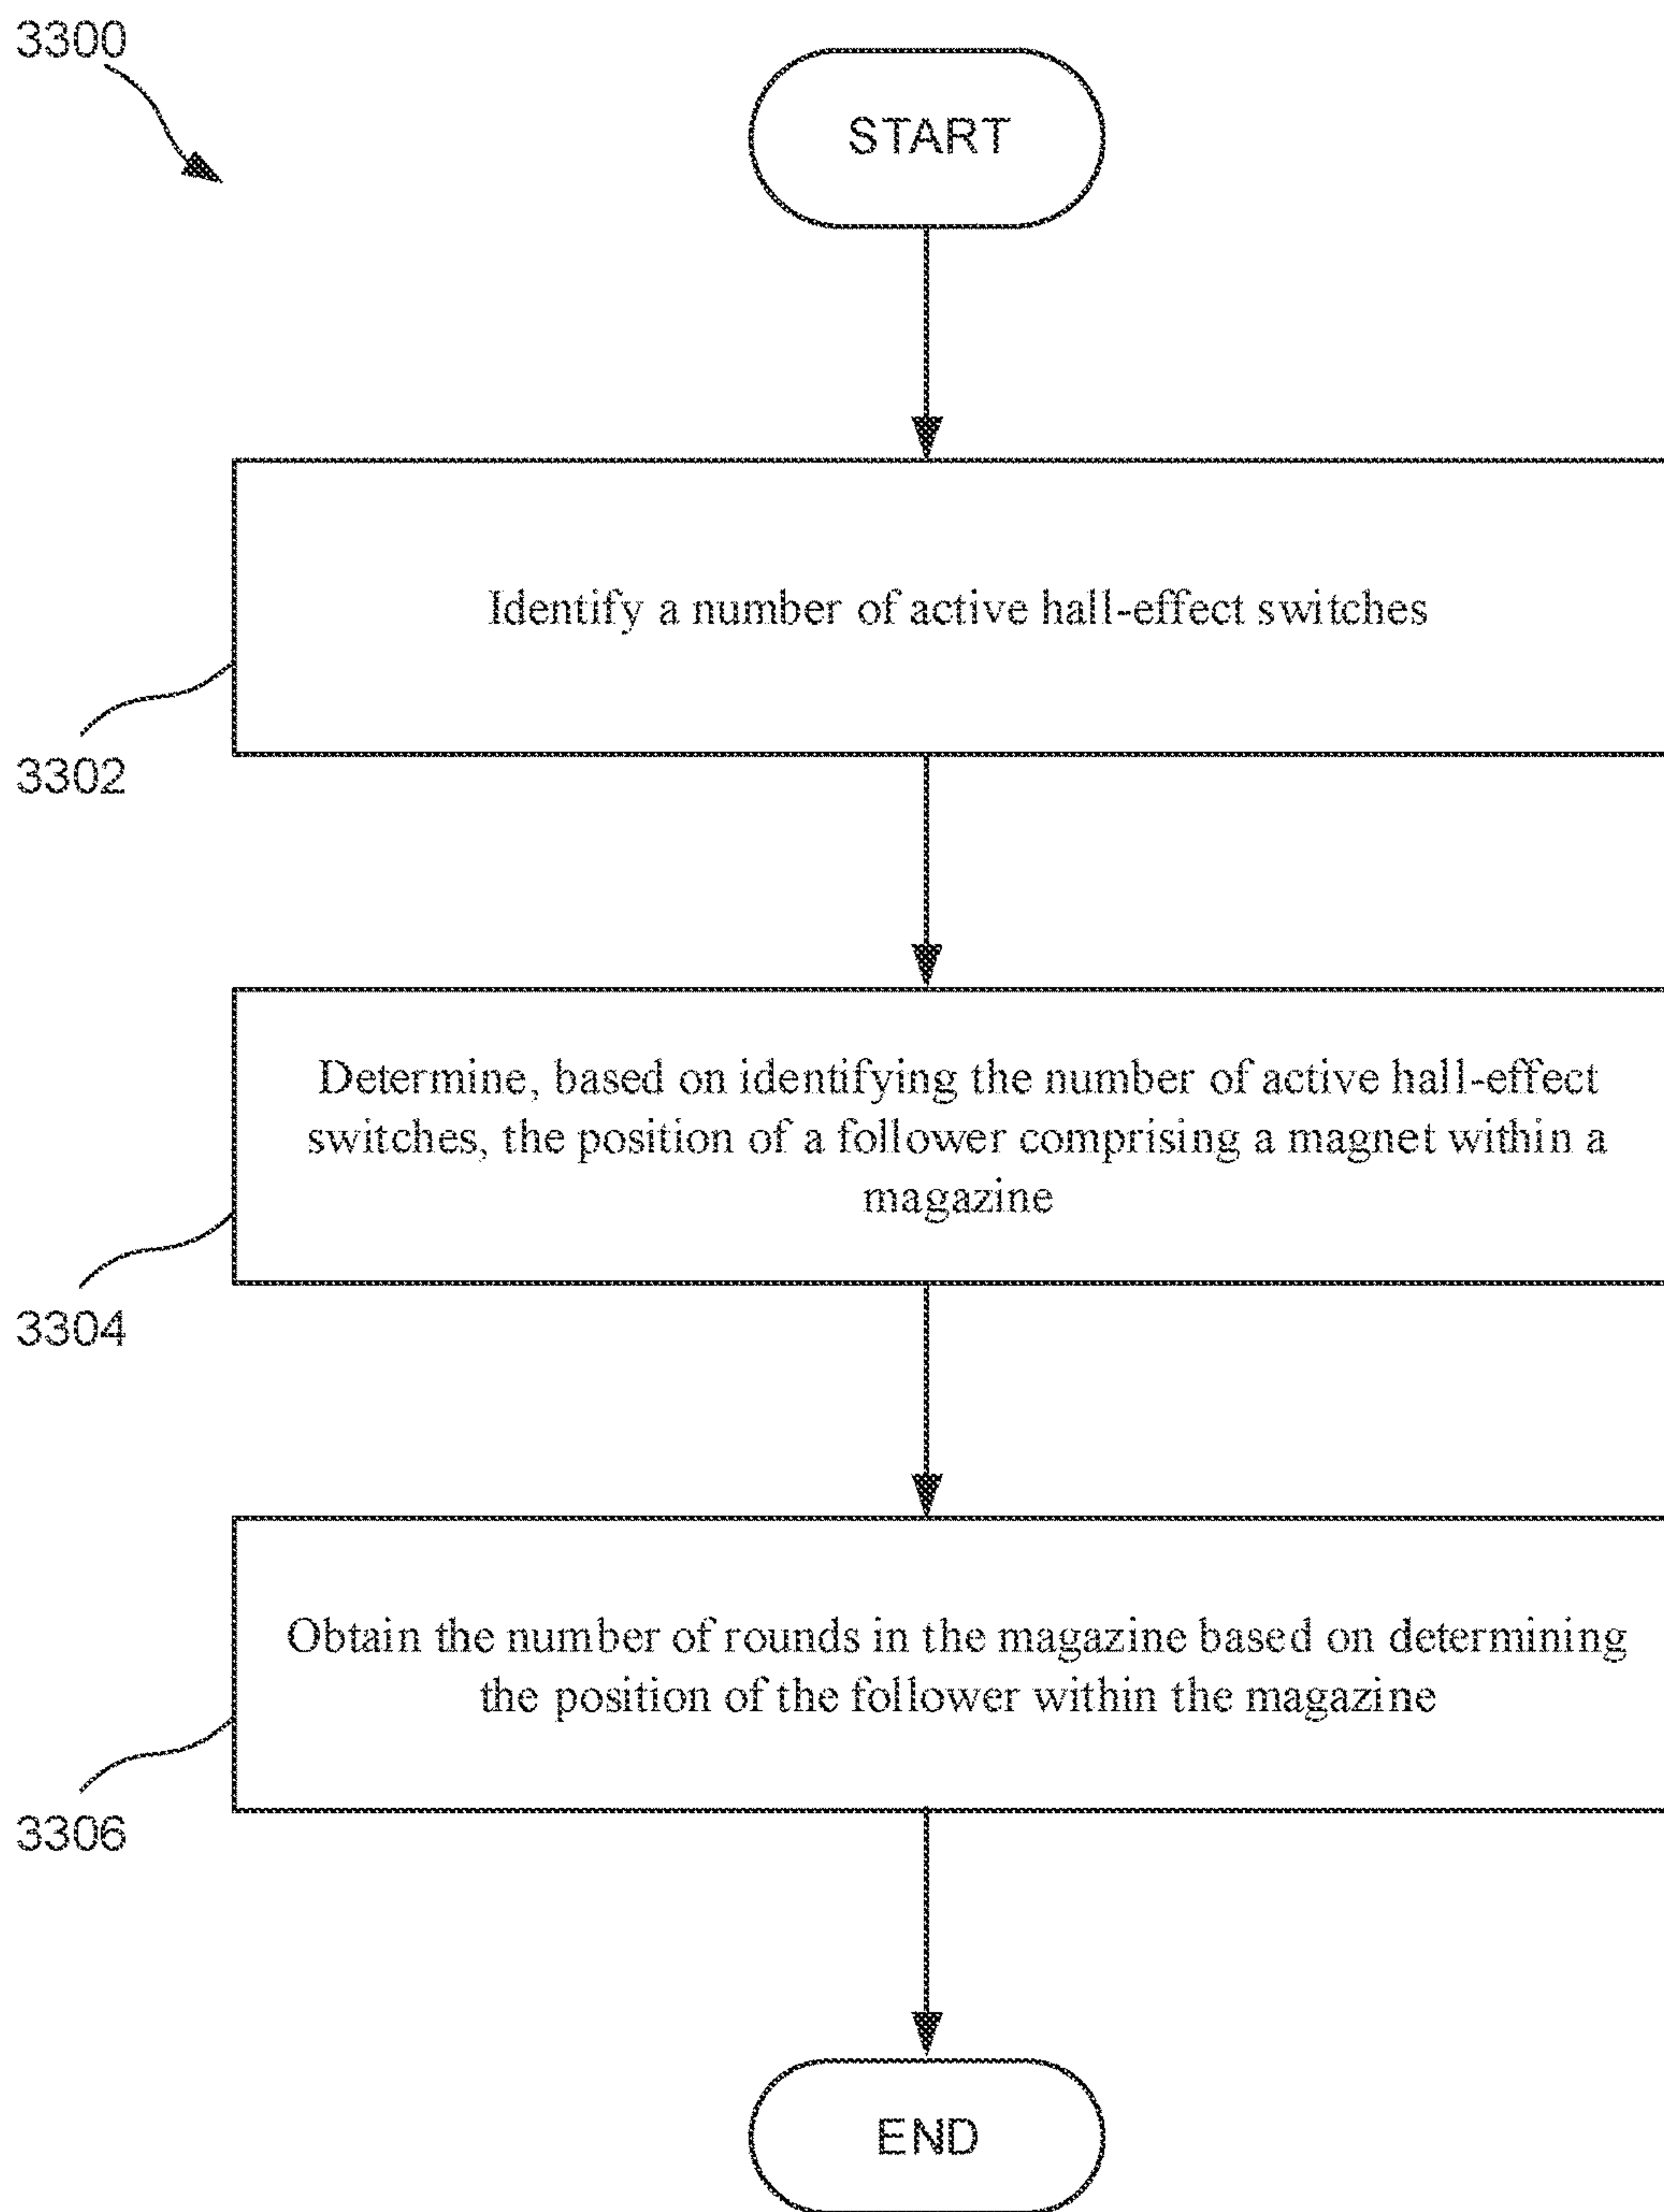 3300
START
Identify a number of active hall-effect switches
3302
Determine, based on identifying the number of active hall-effect
switches, the position of a follower comprising a magnet within a
magazine
3304
Obtain the number of rounds in the magazine based on determining
the position of the follower within the magazine
3306
END